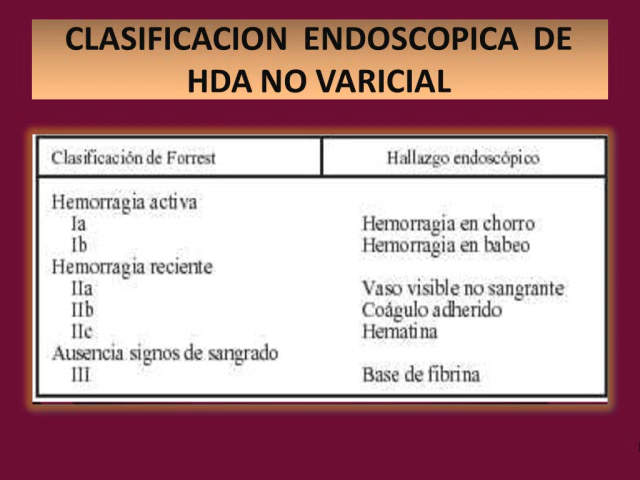 CLASIFICACION ENDOSCOPICA DE
HDA NO VARICIAL
Clasificación de Forrest Hallazgo endoscópico
Hemorragia activa
Ia Hemorragia en chorro
Ib Hemorragia en babeo
Hemorragia reciente
IIa Vaso visible no sangrante
IIb Coágulo adherido
IIc Hematina
Ausencia signos de sangrado
III Base de fibrina